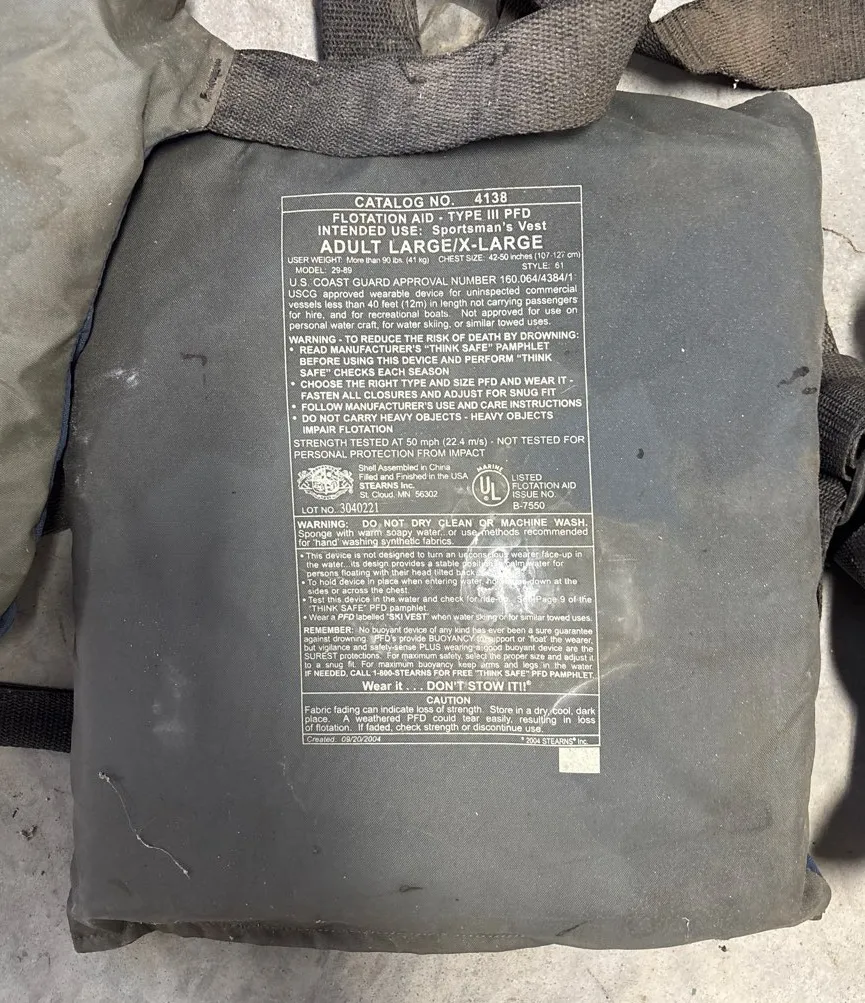 CATALOG NO. 4138
FLOTATION AID - TYPE III PFD
INTENDED USE: Sportsman's Vest
ADULT LARGE/X-LARGE
USER WEIGHT: More than 90 lbs. (41 kg) CHEST SIZE: 42-50 inches (107-127 cm)
MODEL: 29-89 STYLE: 61
U.S. COAST GUARD APPROVAL NUMBER 160.064/4384/1
USCG approved wearable device for uninspected commercial
vessels less than 40 feet (12m) in length not carrying passengers
for hire, and for recreational boats. Not approved for use on
personal water craft, for water skiing, or similar towed uses.
WARNING - TO REDUCE THE RISK OF DEATH BY DROWNING:
• READ MANUFACTURER'S "THINK SAFE" PAMPHLET
BEFORE USING THIS DEVICE AND PERFORM "THINK
SAFE" CHECKS EACH SEASON
• CHOOSE THE RIGHT TYPE AND SIZE PFD AND WEAR IT -
FASTEN ALL CLOSURES AND ADJUST FOR SNUG FIT
• FOLLOW MANUFACTURER'S USE AND CARE INSTRUCTIONS
• DO NOT CARRY HEAVY OBJECTS - HEAVY OBJECTS
IMPAIR FLOTATION
STRENGTH TESTED AT 50 mph (22.4 m/s) - NOT TESTED FOR
PERSONAL PROTECTION FROM IMPACT
Shell Assembled in China
Filled and Finished in the USA
STEARNS Inc.
St. Cloud, MN 56302
LOT NO. 3040221
MARINE
UL
LISTED
FLOTATION AID
ISSUE NO.
B-7550
WARNING: DO NOT DRY CLEAN OR MACHINE WASH.
Sponge with warm soapy water...or use methods recommended
for 'hand' washing synthetic fabrics.
• This device is not designed to turn an unconscious wearer face-up in
the water...its design provides a stable position in calm water for
persons floating with their head tilted back.
• To hold device in place when entering water, hold down at the
sides or across the chest.
• Test this device in the water and check for ride-up. See Page 9 of the
"THINK SAFE" PFD pamphlet.
• Wear a PFD labelled "SKI VEST" when water skiing or for similar towed uses.
REMEMBER: No buoyant device of any kind has ever been a sure guarantee
against drowning. PFD's provide BUOYANCY to support or 'float' the wearer,
but vigilance and safety-sense PLUS wearing a good buoyant device are the
SUREST protections. For maximum safety, select the proper size and adjust it
to a snug fit. For maximum buoyancy keep arms and legs in the water.
IF NEEDED, CALL 1-800-STEARNS FOR FREE "THINK SAFE" PFD PAMPHLET.
Wear it . . . DON'T STOW IT!!®
CAUTION
Fabric fading can indicate loss of strength. Store in a dry, cool, dark
place. A weathered PFD could tear easily, resulting in loss
of flotation. If faded, check strength or discontinue use.
Created: 09/20/2004 © 2004 STEARNS® Inc.